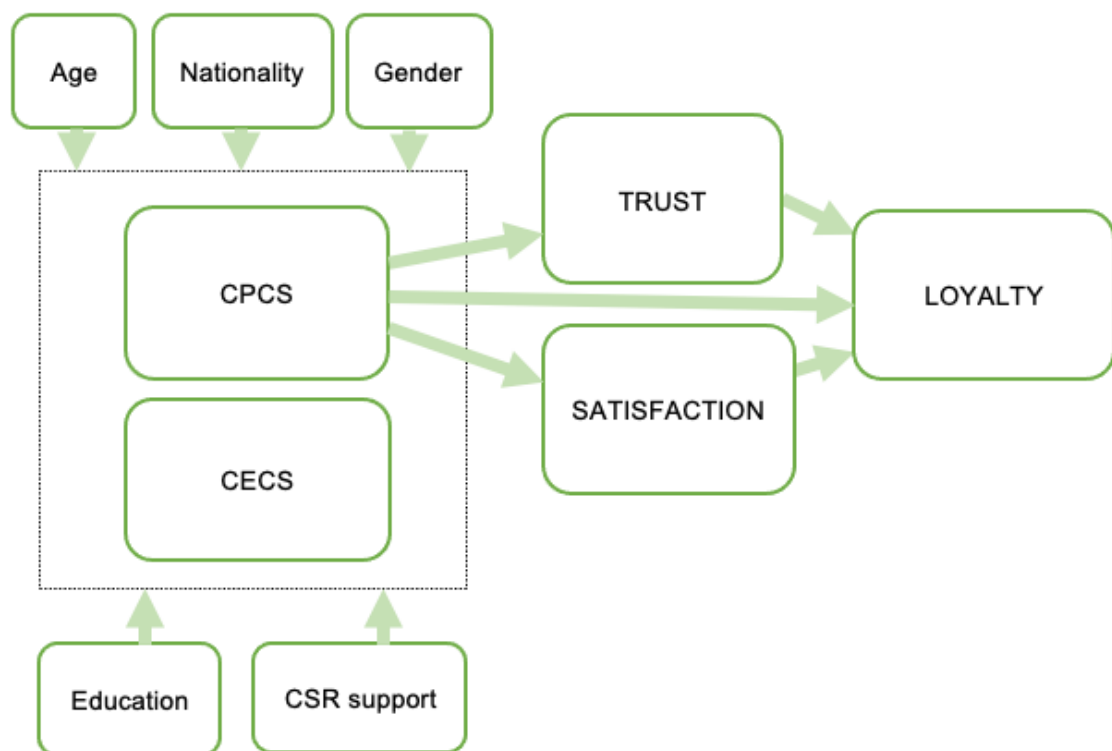 Age
Nationality
Gender
TRUST
CPCS
LOYALTY
SATISFACTION
CECS
Education
CSR support